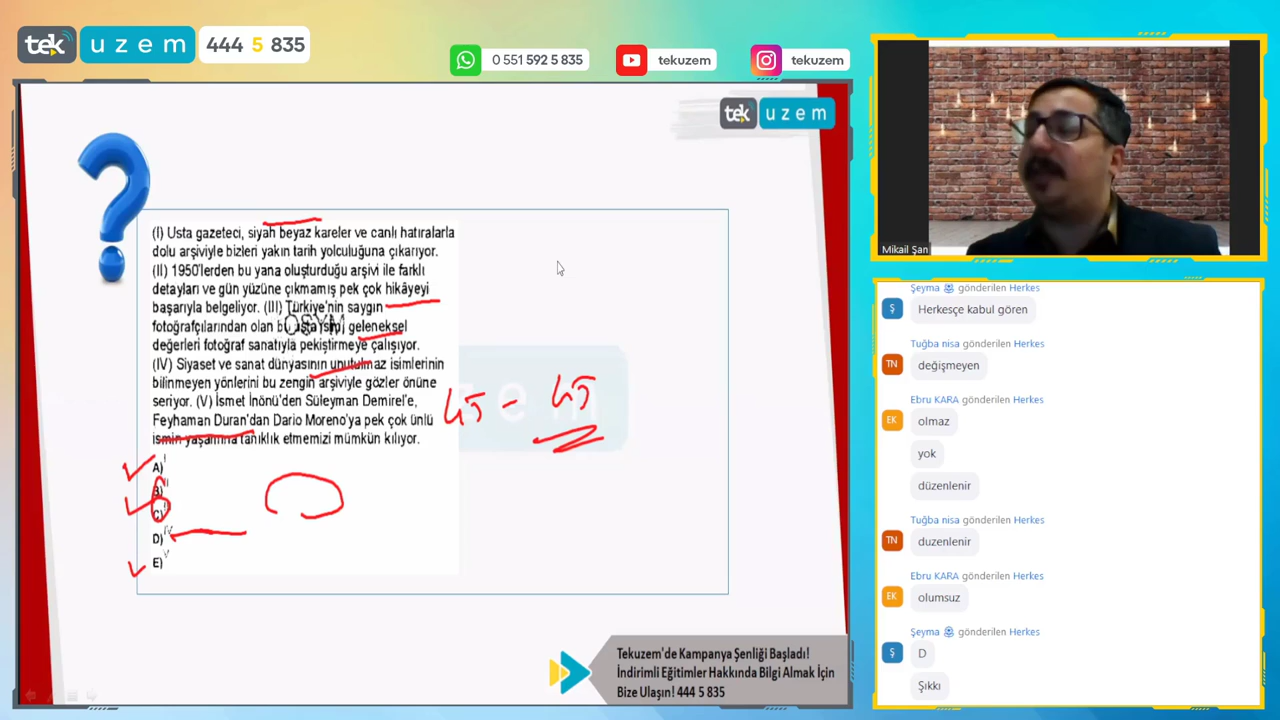 tek uzem 444 5 835
0 551 592 5 835
tekuzem
tekuzem
tek uzem
(I) Usta gazeteci, siyah beyaz kareler ve canlı hatıralarla
dolu arşiviyle bizleri yakın tarih yolculuğuna çıkarıyor.
(II) 1950'lerden bu yana oluşturduğu arşivi ile farklı
detayları ve gün yüzüne çıkmamış pek çok hikâyeyi
başarıyla belgeliyor. (III) Türkiye'nin saygın
fotoğrafçılarından olan bu geleneksel
değerleri fotoğraf sanatıyla pekiştirmeye çalışıyor.
(IV) Siyaset ve sanat dünyasının unutulmaz isimlerinin
bilinmeyen yönlerini bu zengin arşiviyle gözler önüne
seriyor. (V) İsmet İnönü'den Süleyman Demirel'e,
Feyhaman Duran'dan Dario Moreno'ya pek çok ünlü
ismin yaşamına tanıklık etmemizi mümkün kılıyor.
ÖSYM
45 - 45
A) I
B) II
C)
D) IV
E) V
Tekuzem'de Kampanya Şenliği Başladı!
İndirimli Eğitimler Hakkında Bilgi Almak İçin
Bize Ulaşın! 444 5 835
Mikail Şan
Şeyma gönderilen Herkes
Ş
Herkesçe kabul gören
Tuğba nisa gönderilen Herkes
TN
değişmeyen
Ebru KARA gönderilen Herkes
EK
olmaz
yok
düzenlenir
Tuğba nisa gönderilen Herkes
TN
duzenlenir
Ebru KARA gönderilen Herkes
EK
olumsuz
Şeyma gönderilen Herkes
Ş
D
Şıkkı